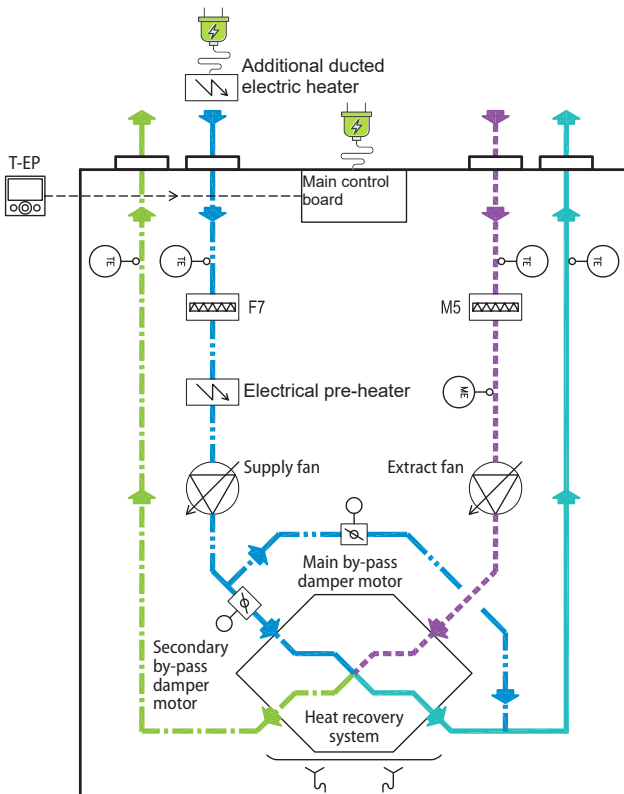 Additional ducted
electric heater
T-EP
Main control
board
TE
TE
TE
TE
F7
M5
Electrical pre-heater
ME
Supply fan
Extract fan
Main by-pass
damper motor
Secondary
by-pass
damper
motor
Heat recovery
system